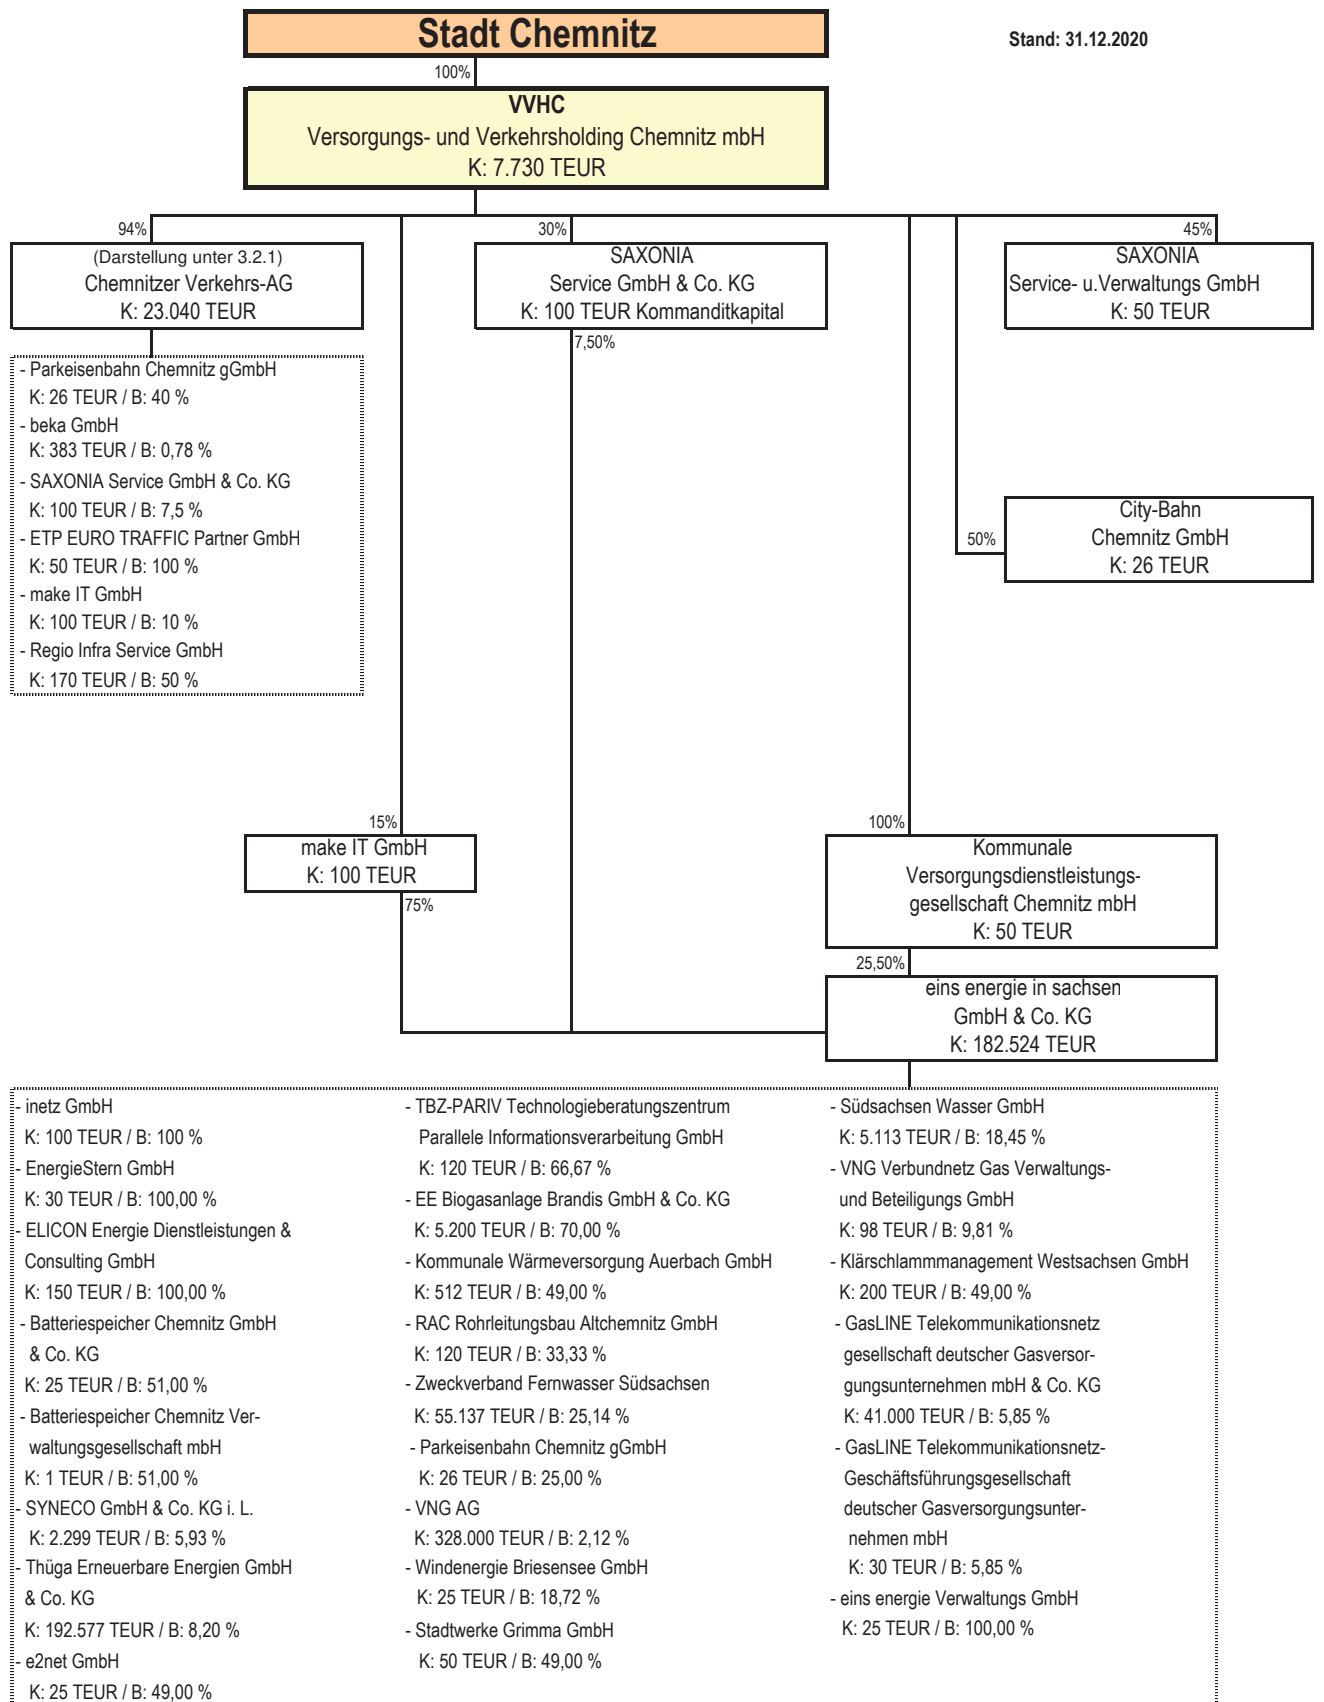 Stadt Chemnitz
Stand: 31.12.2020
100%
VVHC
Versorgungs- und Verkehrsholding Chemnitz mbH
K: 7.730 TEUR
94%
(Darstellung unter 3.2.1)
Chemnitzer Verkehrs-AG
K: 23.040 TEUR
30%
SAXONIA
Service GmbH & Co. KG
K: 100 TEUR Kommanditkapital
7,50%
45%
SAXONIA
Service- u.Verwaltungs GmbH
K: 50 TEUR
- Parkeisenbahn Chemnitz gGmbH
K: 26 TEUR / B: 40 %
- beka GmbH
K: 383 TEUR / B: 0,78 %
- SAXONIA Service GmbH & Co. KG
K: 100 TEUR / B: 7,5 %
- ETP EURO TRAFFIC Partner GmbH
K: 50 TEUR / B: 100 %
- make IT GmbH
K: 100 TEUR / B: 10 %
- Regio Infra Service GmbH
K: 170 TEUR / B: 50 %
50%
City-Bahn
Chemnitz GmbH
K: 26 TEUR
15%
make IT GmbH
K: 100 TEUR
75%
100%
Kommunale
Versorgungsdienstleistungs-
gesellschaft Chemnitz mbH
K: 50 TEUR
25,50%
eins energie in sachsen
GmbH & Co. KG
K: 182.524 TEUR
- inetz GmbH
K: 100 TEUR / B: 100 %
- EnergieStern GmbH
K: 30 TEUR / B: 100,00 %
- ELICON Energie Dienstleistungen &
Consulting GmbH
K: 150 TEUR / B: 100,00 %
- Batteriespeicher Chemnitz GmbH
& Co. KG
K: 25 TEUR / B: 51,00 %
- Batteriespeicher Chemnitz Ver-
waltungsgesellschaft mbH
K: 1 TEUR / B: 51,00 %
- SYNECO GmbH & Co. KG i. L.
K: 2.299 TEUR / B: 5,93 %
- Thüga Erneuerbare Energien GmbH
& Co. KG
K: 192.577 TEUR / B: 8,20 %
- e2net GmbH
K: 25 TEUR / B: 49,00 %
- TBZ-PARIV Technologieberatungszentrum
Parallele Informationsverarbeitung GmbH
K: 120 TEUR / B: 66,67 %
- EE Biogasanlage Brandis GmbH & Co. KG
K: 5.200 TEUR / B: 70,00 %
- Kommunale Wärmeversorgung Auerbach GmbH
K: 512 TEUR / B: 49,00 %
- RAC Rohrleitungsbau Altchemnitz GmbH
K: 120 TEUR / B: 33,33 %
- Zweckverband Fernwasser Südsachsen
K: 55.137 TEUR / B: 25,14 %
- Parkeisenbahn Chemnitz gGmbH
K: 26 TEUR / B: 25,00 %
- VNG AG
K: 328.000 TEUR / B: 2,12 %
- Windenergie Briesensee GmbH
K: 25 TEUR / B: 18,72 %
- Stadtwerke Grimma GmbH
K: 50 TEUR / B: 49,00 %
- Südsachsen Wasser GmbH
K: 5.113 TEUR / B: 18,45 %
- VNG Verbundnetz Gas Verwaltungs-
und Beteiligungs GmbH
K: 98 TEUR / B: 9,81 %
- Klärschlammmanagement Westsachsen GmbH
K: 200 TEUR / B: 49,00 %
- GasLINE Telekommunikationsnetz
gesellschaft deutscher Gasversor-
gungsunternehmen mbH & Co. KG
K: 41.000 TEUR / B: 5,85 %
- GasLINE Telekommunikationsnetz-
Geschäftsführungsgesellschaft
deutscher Gasversorgungsunter-
nehmen mbH
K: 30 TEUR / B: 5,85 %
- eins energie Verwaltungs GmbH
K: 25 TEUR / B: 100,00 %